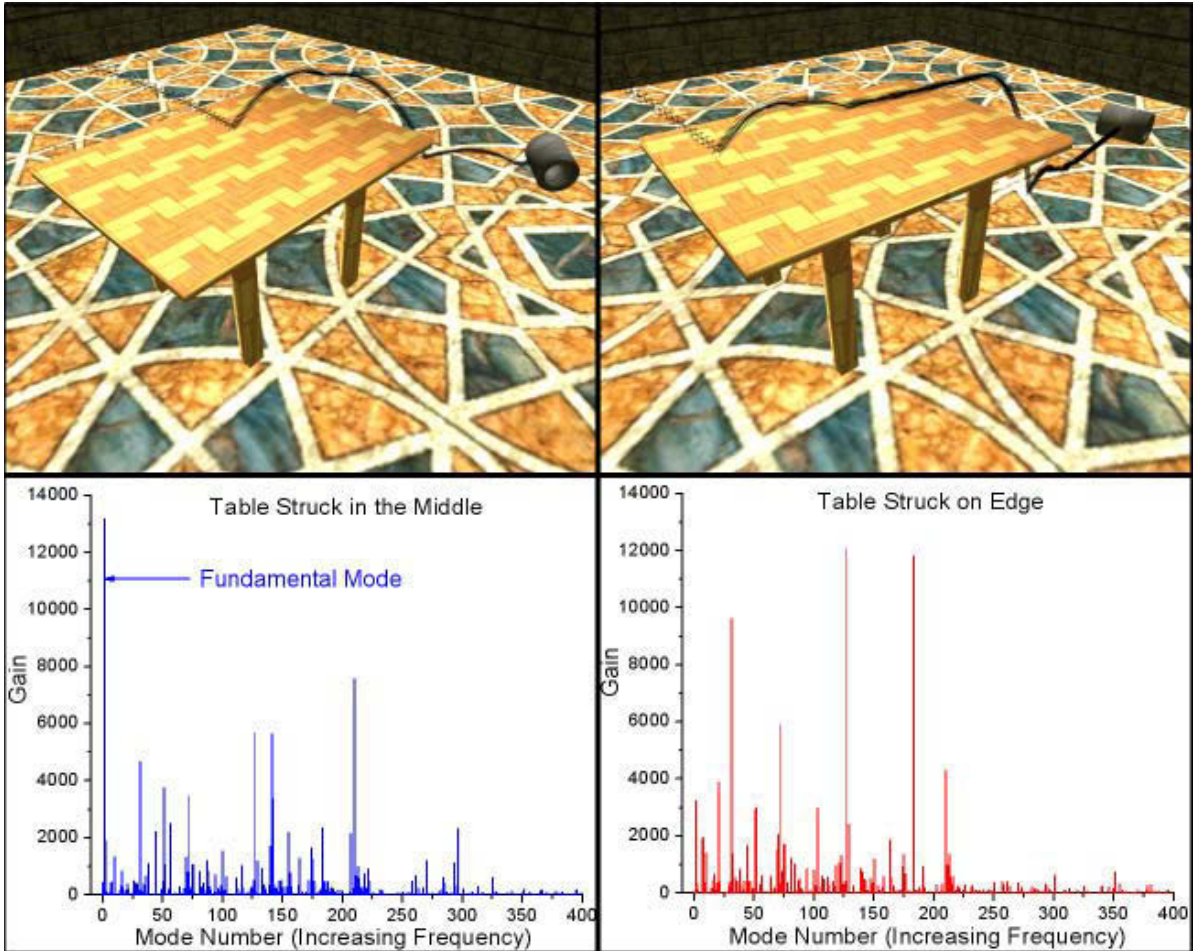 Table Struck in the Middle
Fundamental Mode
Gain
14000
12000
10000
8000
6000
4000
2000
0
0 50 100 150 200 250 300 350 400
Mode Number (Increasing Frequency)
Table Struck on Edge
Gain
14000
12000
10000
8000
6000
4000
2000
0
0 50 100 150 200 250 300 350 400
Mode Number (Increasing Frequency)